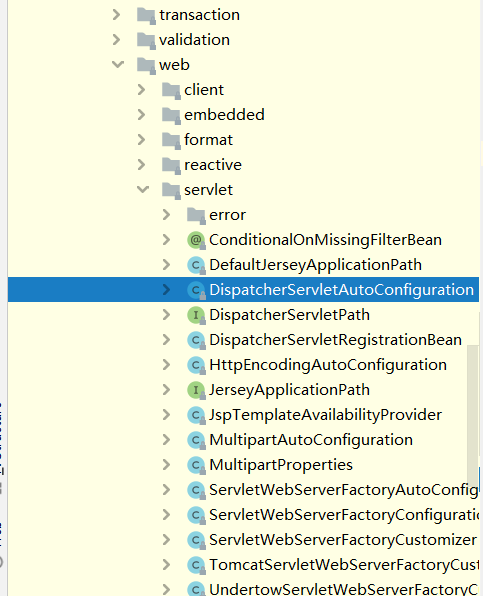 transaction
validation
web
client
embedded
format
reactive
servlet
error
ConditionalOnMissingFilterBean
DefaultJerseyApplicationPath
DispatcherServletAutoConfiguration
DispatcherServletPath
DispatcherServletRegistrationBean
HttpEncodingAutoConfiguration
JerseyApplicationPath
JspTemplateAvailabilityProvider
MultipartAutoConfiguration
MultipartProperties
ServletWebServerFactoryAutoConfig
ServletWebServerFactoryConfiguratio
ServletWebServerFactoryCustomizer
TomcatServletWebServerFactoryCust
UndertowServletWebServerFactoryC